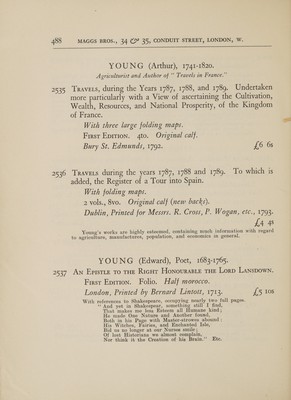 488 MAGGS BROS., 34 & 35, CONDUIT STREET, LONDON, W.
YOUNG (Arthur), 1741-1820.
Agriculturist and Author of "Travels in France."
2535 TRAVELS, during the Years 1787, 1788, and 1789. Undertaken
more particularly with a View of ascertaining the Cultivation,
Wealth, Resources, and National Prosperity, of the Kingdom
of France.
With three large folding maps.
FIRST EDITION. 4to. Original calf.
Bury St. Edmunds, 1792. £6 6s
2536 TRAVELS during the years 1787, 1788 and 1789. To which is
added, the Register of a Tour into Spain.
With folding maps.
2 vols., 8vo. Original calf (new backs).
Dublin, Printed for Messrs. R. Cross, P. Wogan, etc., 1793.
£4 4s
Young's works are highly esteemed, containing much information with regard
to agriculture, manufactures, population, and economics in general.
YOUNG (Edward), Poet, 1683-1765.
2537 AN EPISTLE TO THE RIGHT HONOURABLE THE LORD LANSDOWN.
FIRST EDITION. Folio. Half morocco.
London, Printed by Bernard Lintott, 1713. £5 10s
With references to Shakespeare, occupying nearly two full pages.
"And yet in Shakespear, something still I find,
That makes me less Esteem all Humane kind;
He made One Nature and Another found,
Both in his Page with Master-strowes abound:
His Witches, Fairies, and Enchanted Isle,
Bid us no longer at our Nurses smile;
Of lost Historians we almost complain,
Nor think it the Creation of his Brain." Etc.